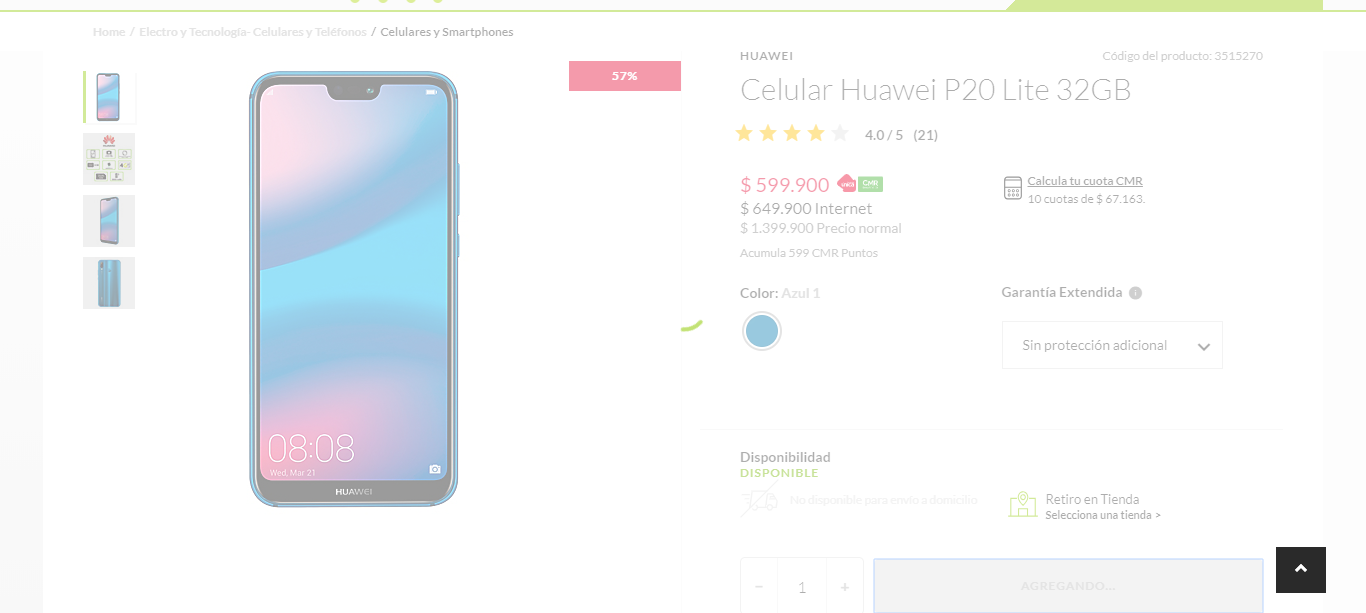 Home / Electro y Tecnología- Celulares y Teléfonos / Celulares y Smartphones
HUAWEI
Código del producto: 3515270
57%
Celular Huawei P20 Lite 32GB
4.0 / 5 (21)
$ 599.900 CMR
$ 649.900 Internet
$ 1.399.900 Precio normal
Acumula 599 CMR Puntos
Calcula tu cuota CMR
10 cuotas de $ 67.163.
Color: Azul 1
Garantía Extendida
Sin protección adicional
08:08
Wed, Mar 21
HUAWEI
Disponibilidad
DISPONIBLE
No disponible para envío a domicilio
Retiro en Tienda
Selecciona una tienda >
− 1 +
AGREGANDO...